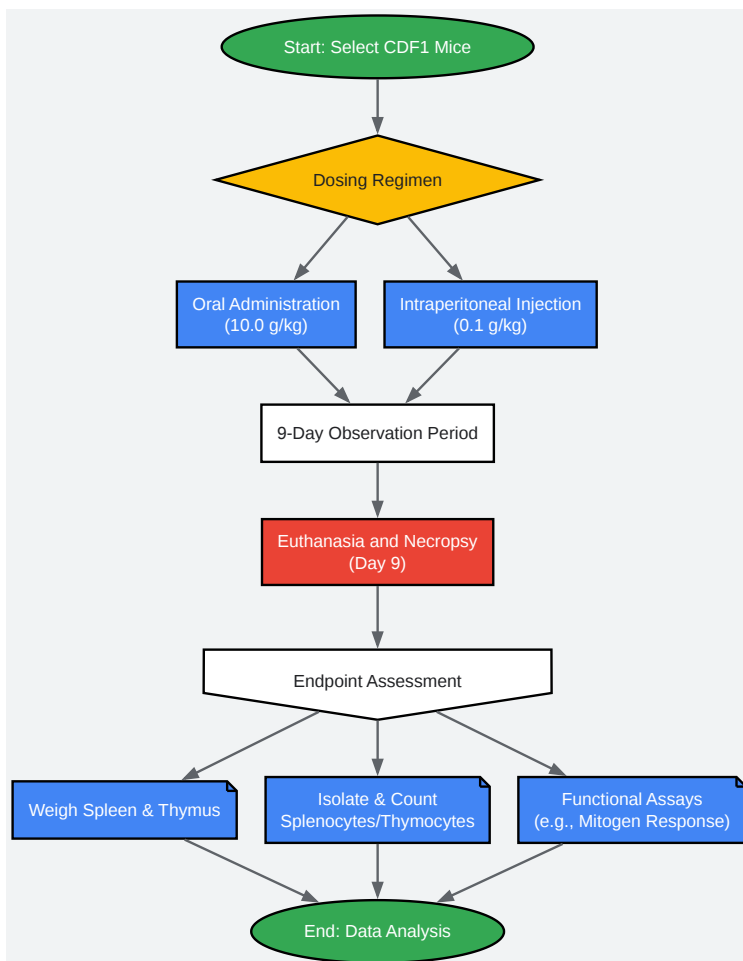 Start: Select CDF1 Mice
Dosing Regimen
Oral Administration
(10.0 g/kg)
Intraperitoneal Injection
(0.1 g/kg)
9-Day Observation Period
Euthanasia and Necropsy
(Day 9)
Endpoint Assessment
Weigh Spleen & Thymus
Isolate & Count
Splenocytes/Thymocytes
Functional Assays
(e.g., Mitogen Response)
End: Data Analysis